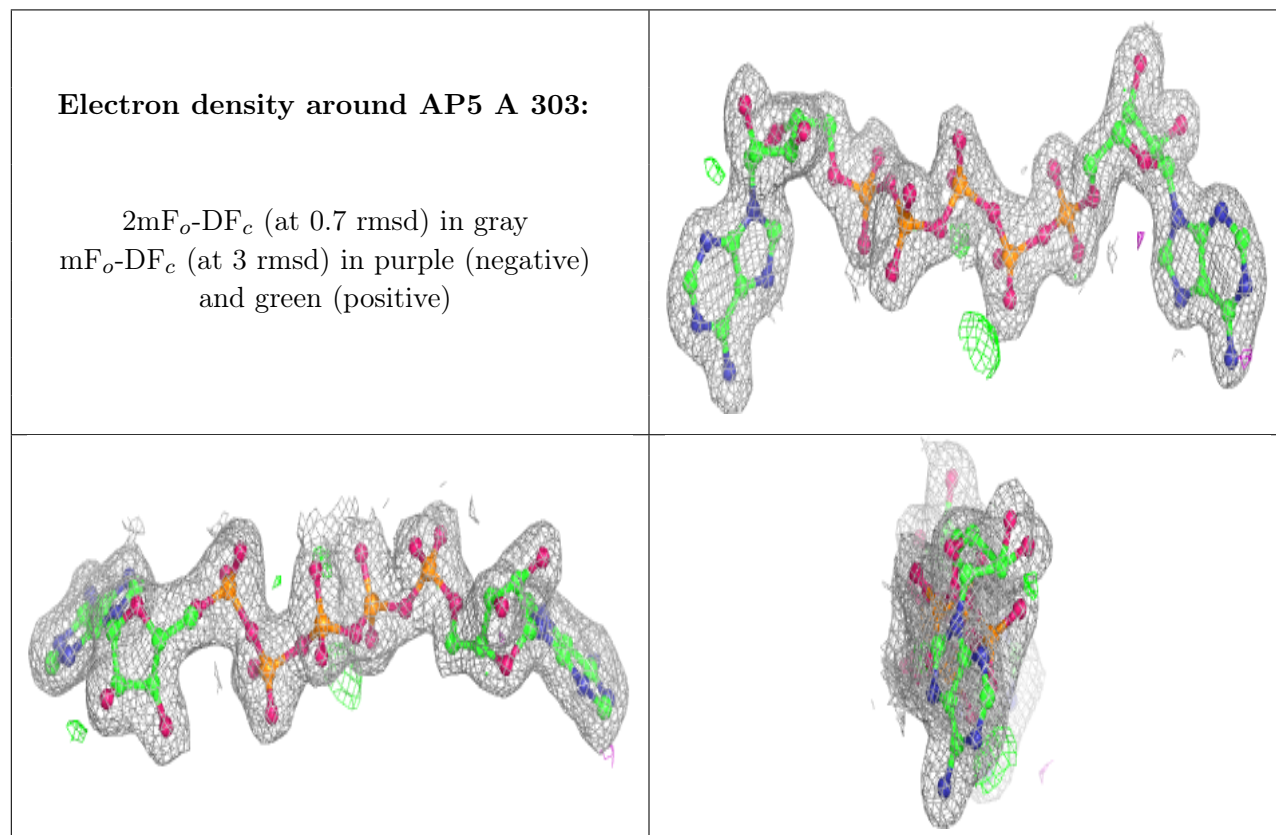 Electron density around AP5 A 303:
2mFₒ-DF𝒸 (at 0.7 rmsd) in gray
mFₒ-DF𝒸 (at 3 rmsd) in purple (negative)
and green (positive)